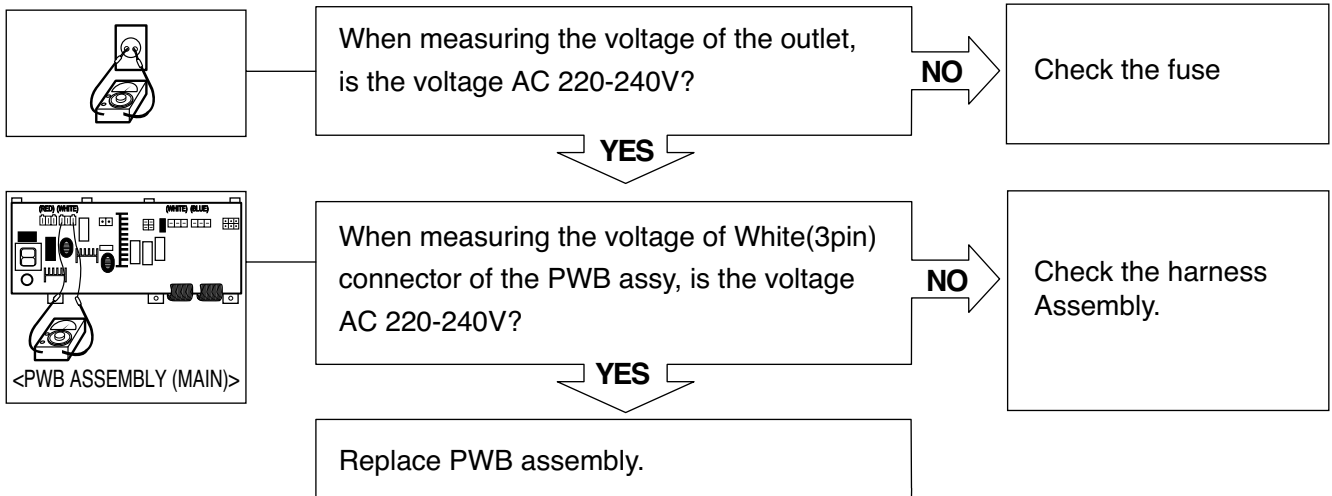 When measuring the voltage of the outlet,
is the voltage AC 220-240V?
NO
Check the fuse
YES
(RED) (WHITE)
(WHITE) (BLUE)
<PWB ASSEMBLY (MAIN)>
When measuring the voltage of White(3pin)
connector of the PWB assy, is the voltage
AC 220-240V?
NO
Check the harness
Assembly.
YES
Replace PWB assembly.